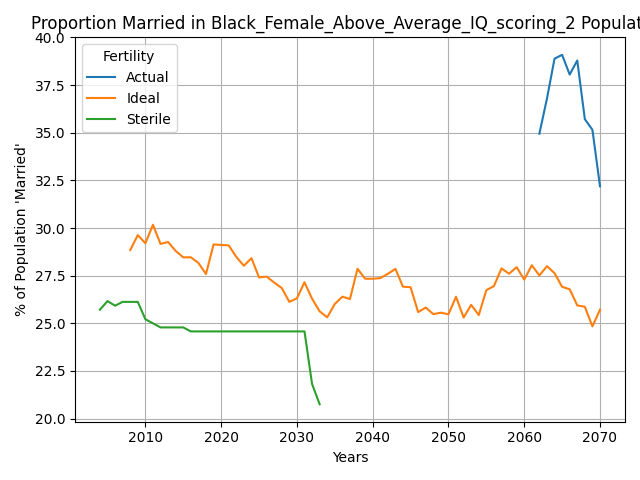 Proportion Married in Black_Female_Above_Average_IQ_scoring_2 Populat
40.0
37.5
35.0
32.5
30.0
27.5
25.0
22.5
20.0
% of Population 'Married'
Fertility
Actual
Ideal
Sterile
2010 2020 2030 2040 2050 2060 2070
Years